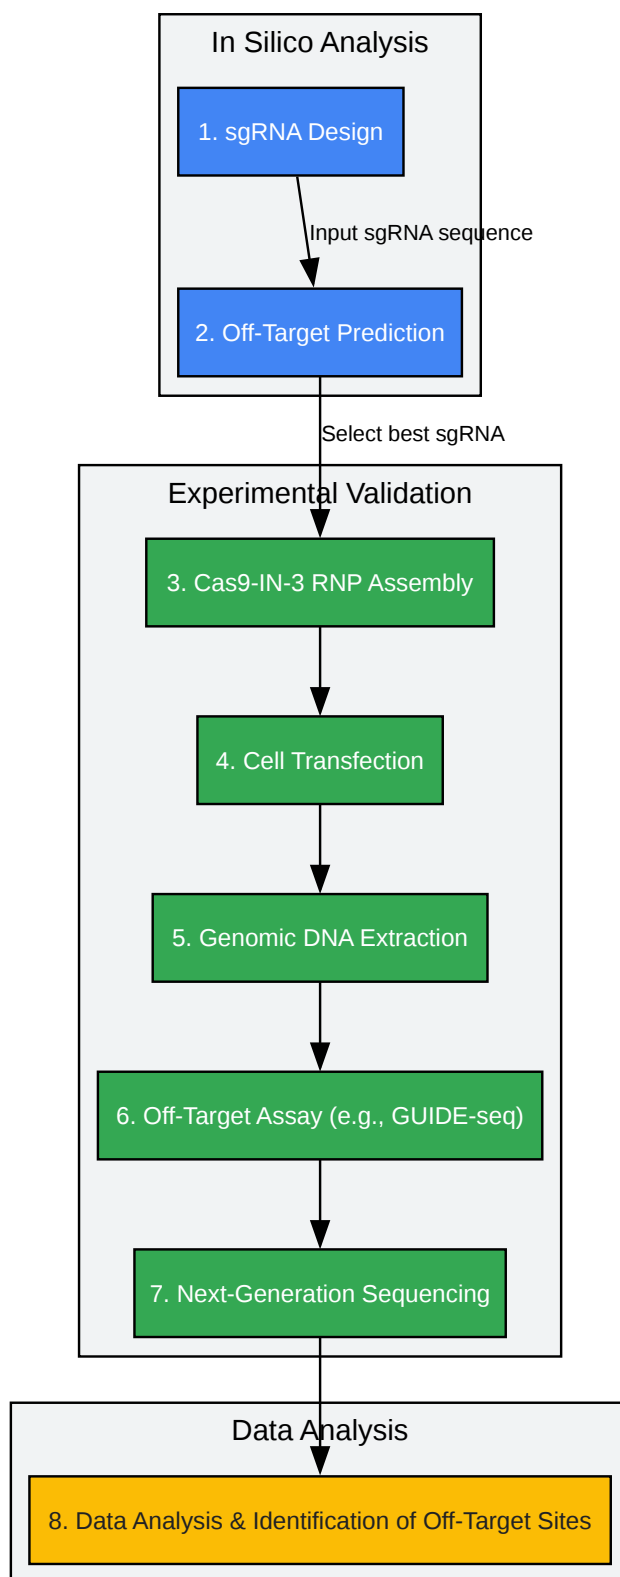 In Silico Analysis
1. sgRNA Design
Input sgRNA sequence
2. Off-Target Prediction
Select best sgRNA
Experimental Validation
3. Cas9-IN-3 RNP Assembly
4. Cell Transfection
5. Genomic DNA Extraction
6. Off-Target Assay (e.g., GUIDE-seq)
7. Next-Generation Sequencing
Data Analysis
8. Data Analysis & Identification of Off-Target Sites